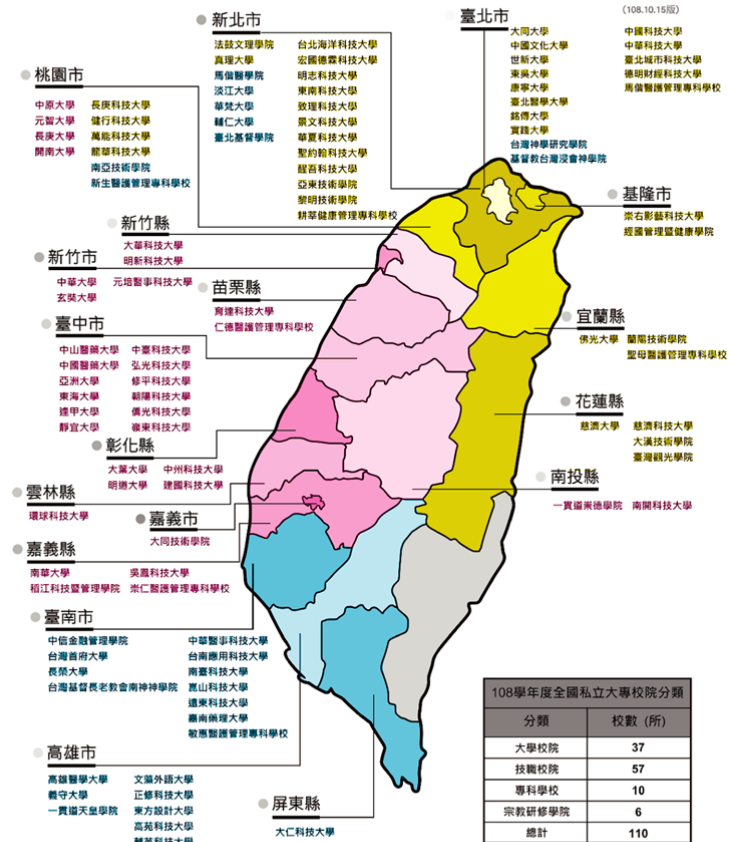 (108.10.15版)
臺北市
大同大學
中國文化大學
世新大學
東吳大學
康寧大學
臺北醫學大學
銘傳大學
實踐大學
台灣神學研究學院
基督教台灣浸會神學院
中國科技大學
中華科技大學
臺北城市科技大學
德明財經科技大學
馬偕醫護管理專科學校
新北市
法鼓文理學院
真理大學
馬偕醫學院
淡江大學
華梵大學
輔仁大學
臺北基督學院
台北海洋科技大學
宏國德霖科技大學
明志科技大學
東南科技大學
致理科技大學
景文科技大學
華夏科技大學
聖約翰科技大學
醒吾科技大學
亞東技術學院
黎明技術學院
耕莘健康管理專科學校
桃園市
中原大學
元智大學
長庚大學
開南大學
長庚科技大學
健行科技大學
萬能科技大學
龍華科技大學
南亞技術學院
新生醫護管理專科學校
基隆市
崇右影藝科技大學
經國管理暨健康學院
新竹縣
大華科技大學
明新科技大學
新竹市
中華大學
玄奘大學
元培醫事科技大學
苗栗縣
育達科技大學
仁德醫護管理專科學校
臺中市
中山醫藥大學
中國醫藥大學
亞洲大學
東海大學
逢甲大學
靜宜大學
中臺科技大學
弘光科技大學
修平科技大學
朝陽科技大學
僑光科技大學
嶺東科技大學
宜蘭縣
佛光大學
蘭陽技術學院
聖母醫護管理專科學校
花蓮縣
慈濟大學
慈濟科技大學
大漢技術學院
臺灣觀光學院
彰化縣
大葉大學
明道大學
中州科技大學
建國科技大學
南投縣
一貫道崇德學院
南開科技大學
雲林縣
環球科技大學
嘉義市
大同技術學院
嘉義縣
南華大學
稻江科技暨管理學院
吳鳳科技大學
崇仁醫護管理專科學校
臺南市
中信金融管理學院
台灣首府大學
長榮大學
台灣基督長老教會南神神學院
中華醫事科技大學
台南應用科技大學
南臺科技大學
崑山科技大學
遠東科技大學
嘉南藥理大學
敏惠醫護管理專科學校
高雄市
高雄醫學大學
義守大學
一貫道天皇學院
文藻外語大學
正修科技大學
東方設計大學
高苑科技大學
屏東縣
大仁科技大學
108學年度全國私立大專校院分類
分類 校數 (所)
大學校院 37
技職校院 57
專科學校 10
宗教研修學院 6
總計 110